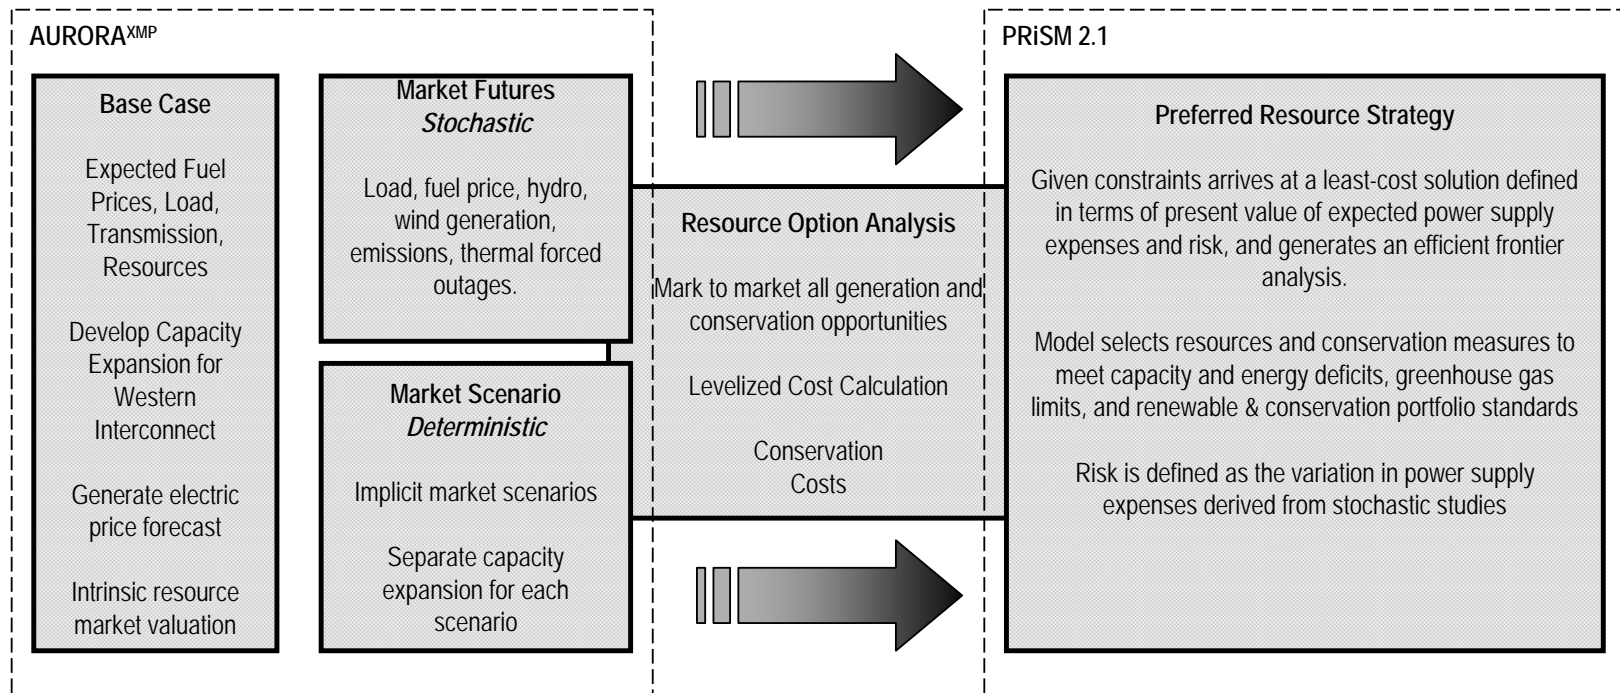 AURORAXMP
Base Case
Expected Fuel
Prices, Load,
Transmission,
Resources
Develop Capacity
Expansion for
Western
Interconnect
Generate electric
price forecast
Intrinsic resource
market valuation
Market Futures
Stochastic
Load, fuel price, hydro,
wind generation,
emissions, thermal forced
outages.
Market Scenario
Deterministic
Implicit market scenarios
Separate capacity
expansion for each
scenario
Resource Option Analysis
Mark to market all generation and
conservation opportunities
Levelized Cost Calculation
Conservation
Costs
PRiSM 2.1
Preferred Resource Strategy
Given constraints arrives at a least-cost solution defined
in terms of present value of expected power supply
expenses and risk, and generates an efficient frontier
analysis.
Model selects resources and conservation measures to
meet capacity and energy deficits, greenhouse gas
limits, and renewable & conservation portfolio standards
Risk is defined as the variation in power supply
expenses derived from stochastic studies